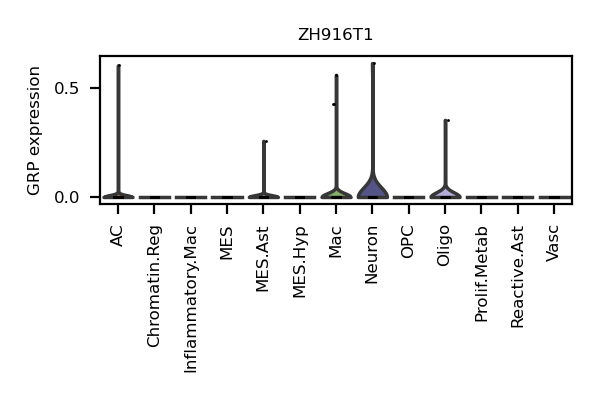 ZH916T1
GRP expression
0.5
0.0
AC
Chromatin.Reg
Inflammatory.Mac
MES
MES.Ast
MES.Hyp
Mac
Neuron
OPC
Oligo
Prolif.Metab
Reactive.Ast
Vasc